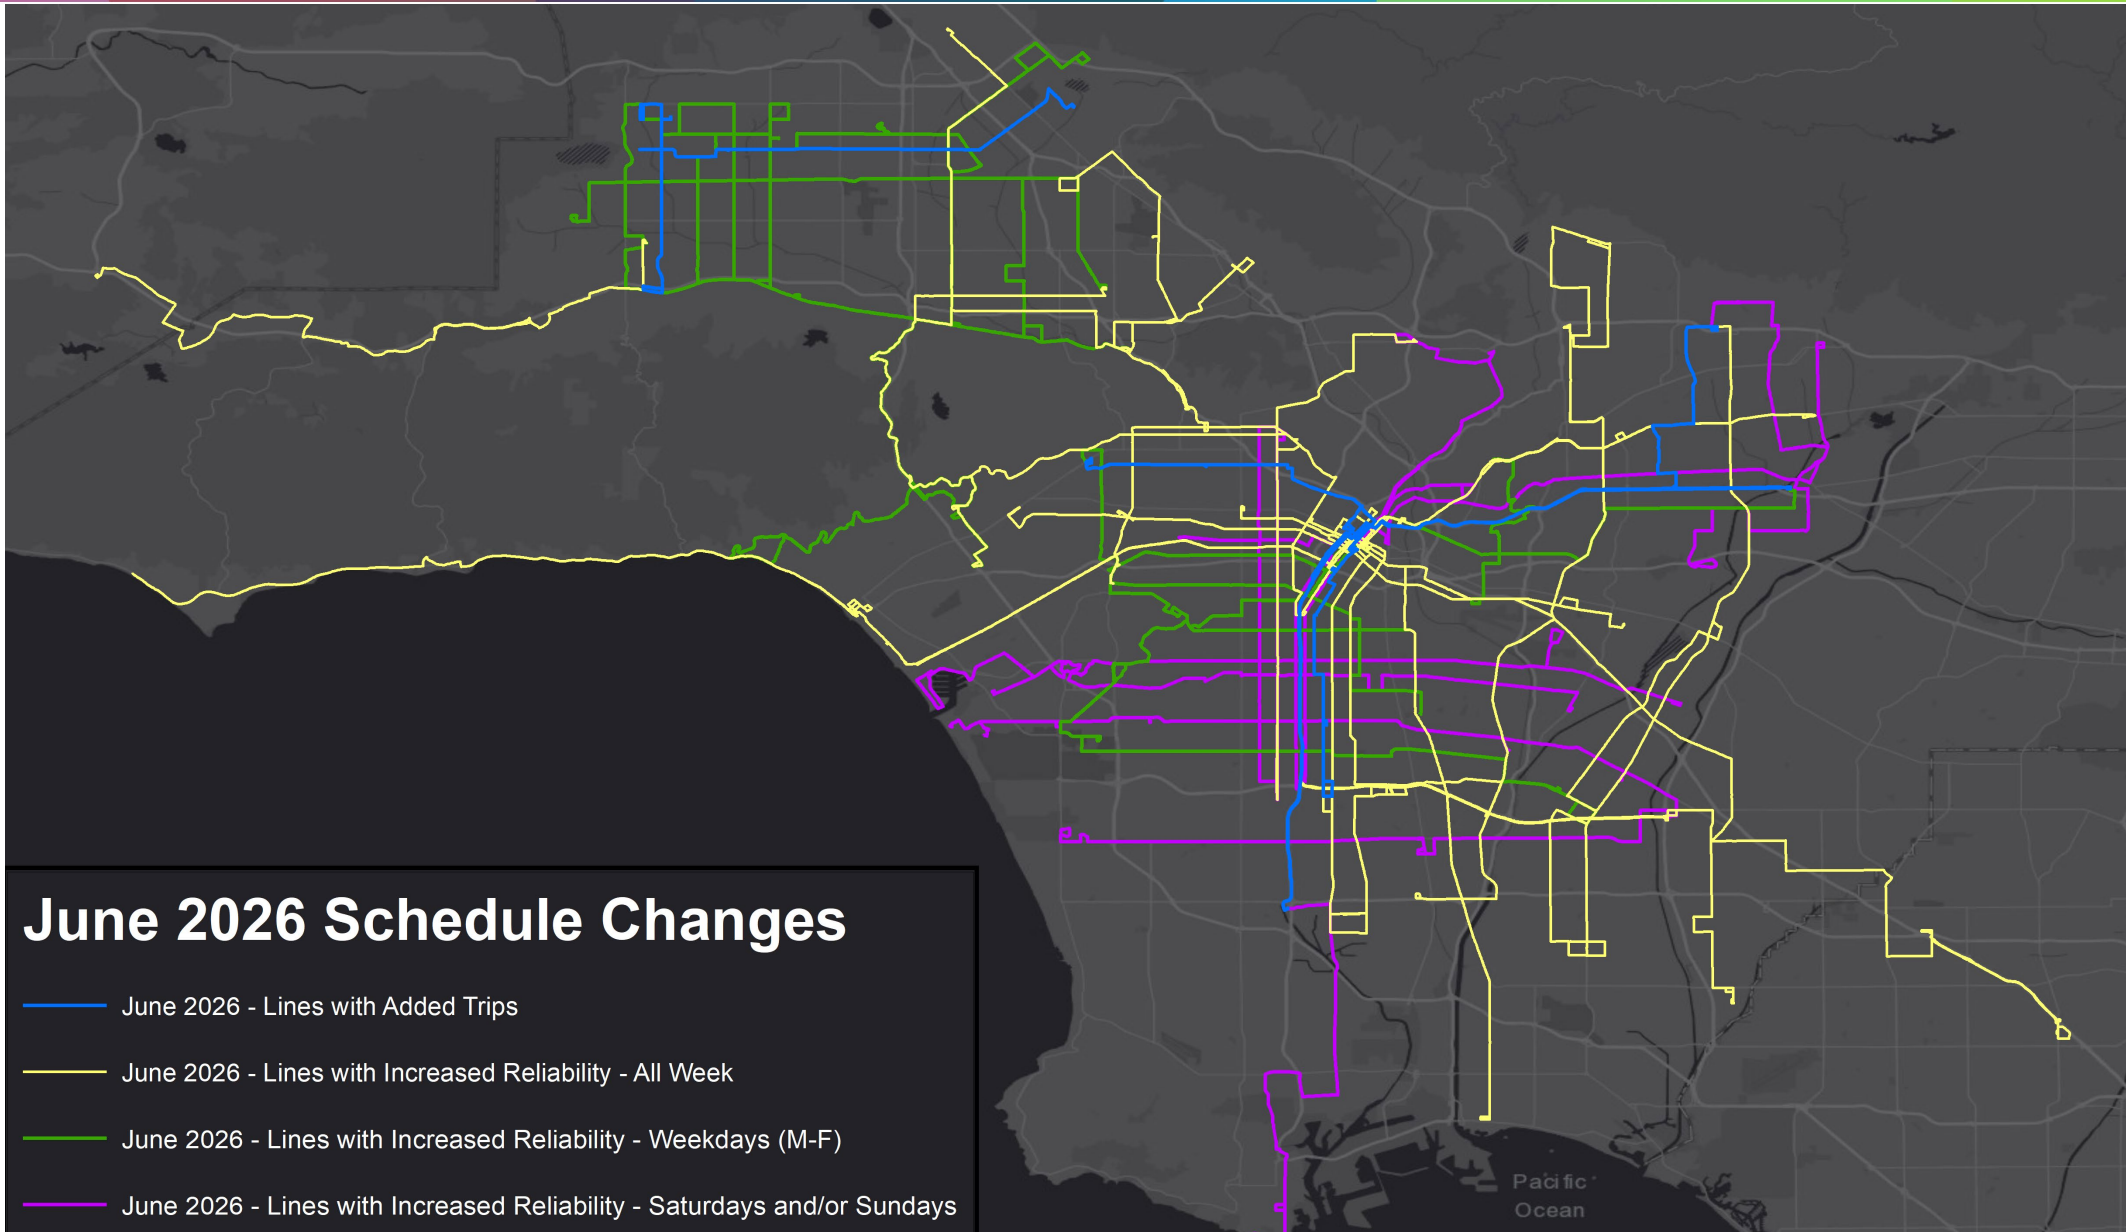 June 2026 Schedule Changes
June 2026 - Lines with Added Trips
June 2026 - Lines with Increased Reliability - All Week
June 2026 - Lines with Increased Reliability - Weekdays (M-F)
June 2026 - Lines with Increased Reliability - Saturdays and/or Sundays
Pacific
Ocean